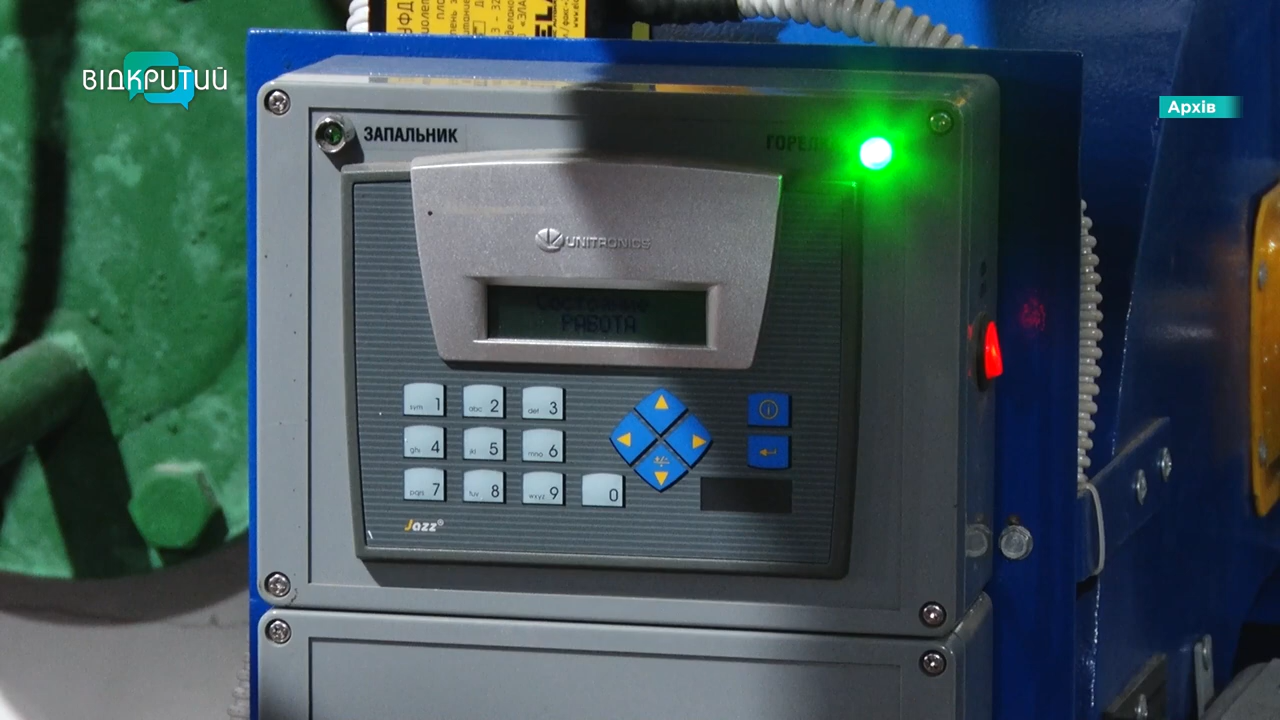 ВІДКРИТИЙ
Архів
ЗАПАЛЬНИК
UNITRONICS
Состояние
РАБОТА
sym 1
abc 2
def 3
ghi 4
jkl 5
mno 6
pqrs 7
tuv 8
wxyz 9
0
+/-
Jazz®